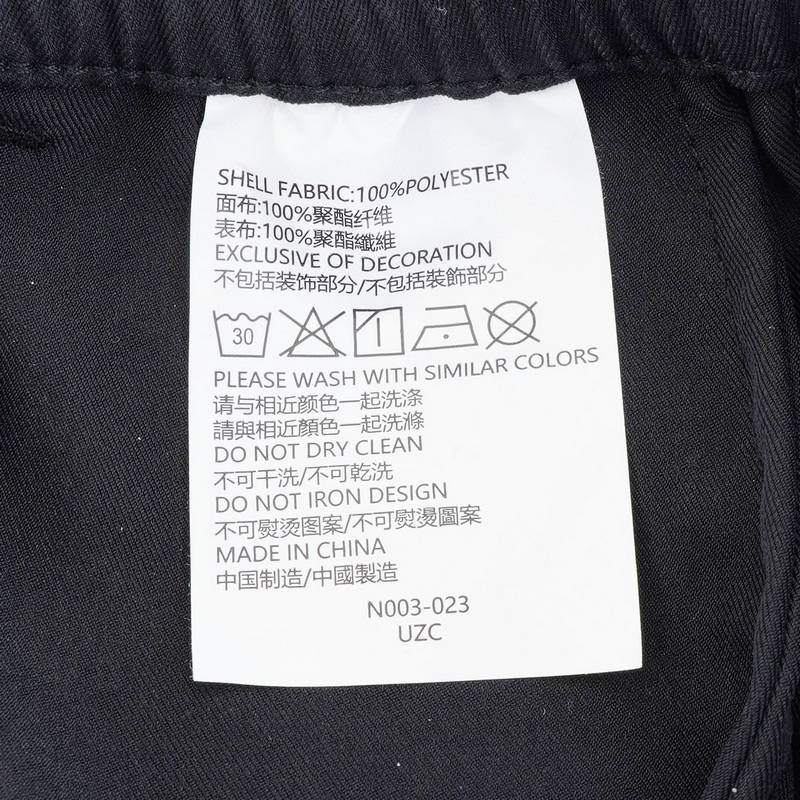 SHELL FABRIC:100%POLYESTER
面布:100%聚酯纤维
表布:100%聚酯纖維
EXCLUSIVE OF DECORATION
不包括装饰部分/不包括裝飾部分
30
PLEASE WASH WITH SIMILAR COLORS
请与相近颜色一起洗涤
請與相近顏色一起洗滌
DO NOT DRY CLEAN
不可干洗/不可乾洗
DO NOT IRON DESIGN
不可熨烫图案/不可熨燙圖案
MADE IN CHINA
中国制造/中國製造
N003-023
UZC